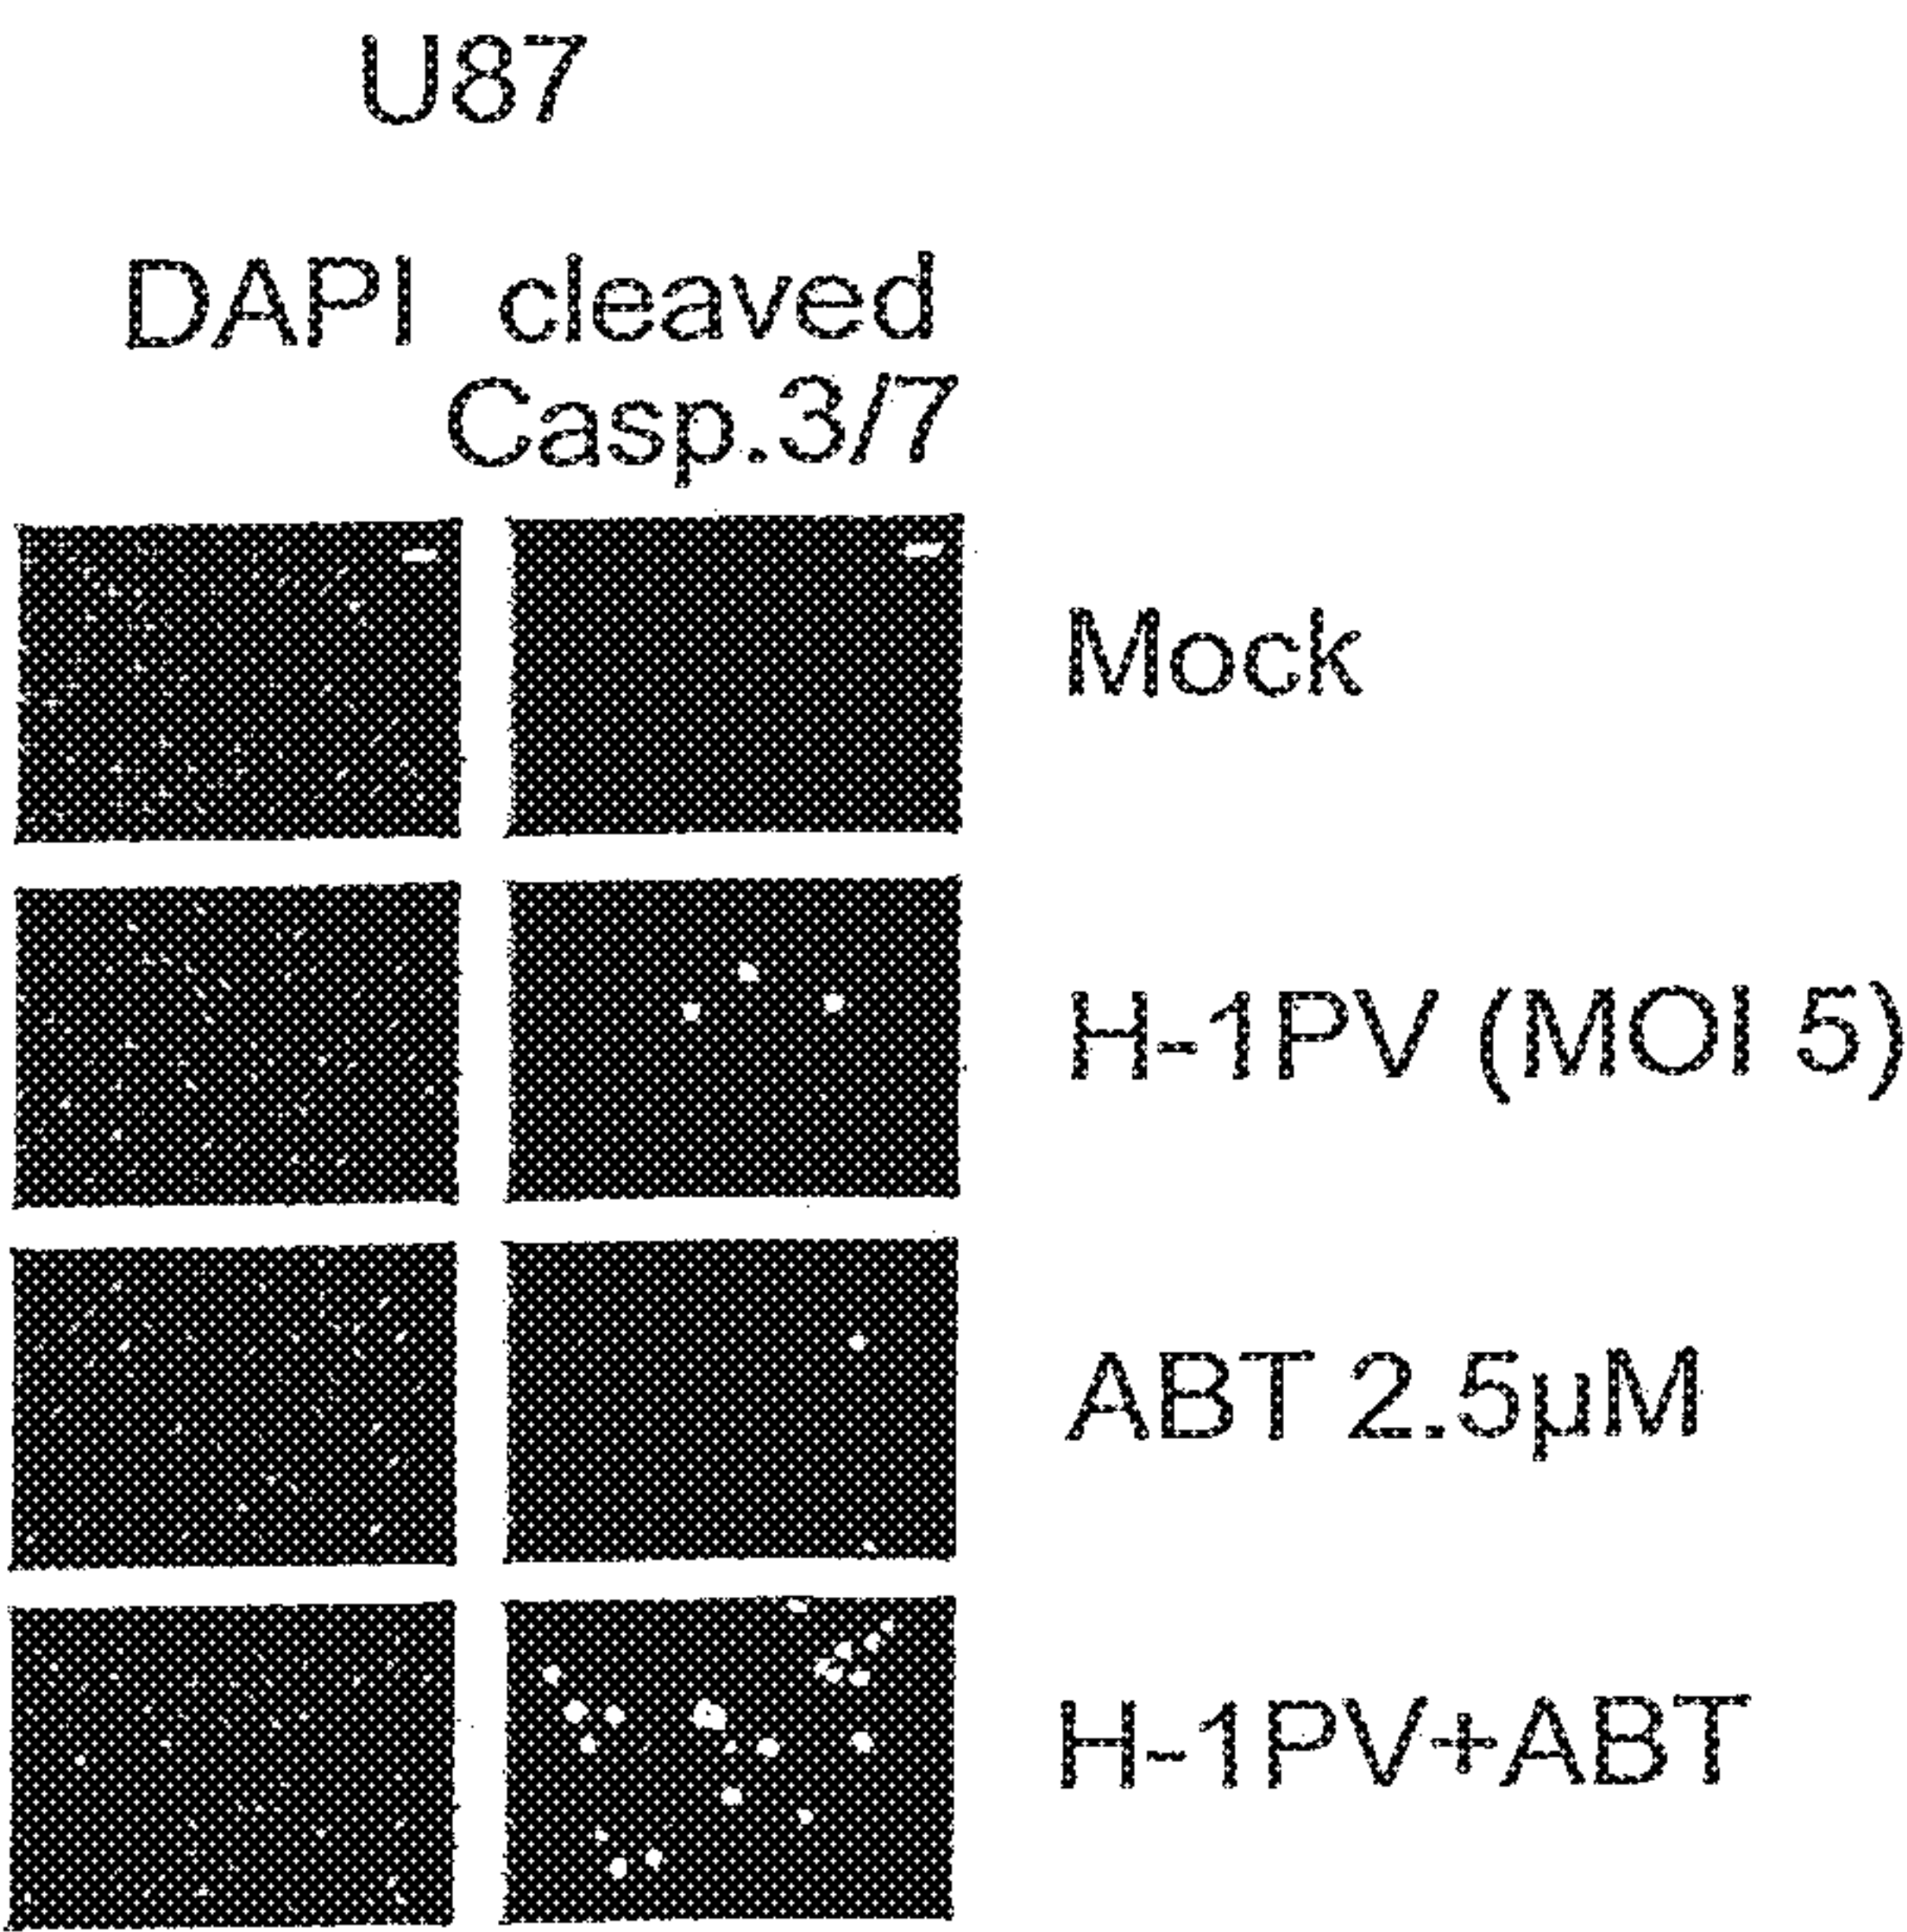 U87
DAPI cleaved
Casp.3/7
Mock
H-1PV (MOI 5)
ABT 2.5µM
H-1PV+ABT